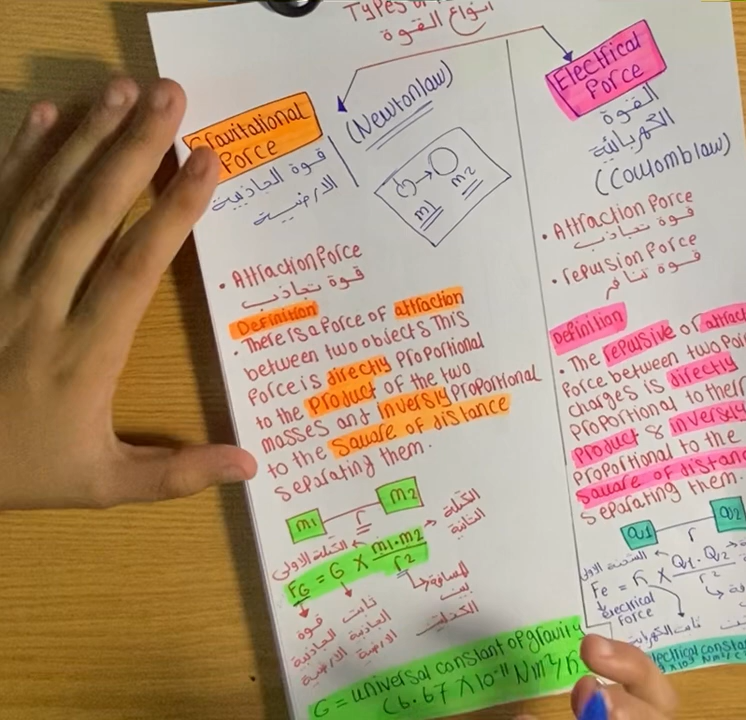 Types of
انواع القوة
Gravitational
Force
قوة الجاذبية
الارضية
(Newton law)
m1
m2
• Attraction Force
قوة تجاذب
Definition
• There is a Force of attraction
between two objects This
Force is directly proportional
to the product of the two
masses and inversly proportional
to the square of distance
separating them.
m1
r
m2
الكتلة الاولى
الكتلة
الثانية
FG = G X m1.m2
r2
قوة
الجاذبية
الارضية
ثابت
الجاذبية
الارضية
المسافة
بين
الكتلتين
G = universal constant of gravity
(6.67 X 10-11 Nm2/K
Electrical
Force
القوة
الكهربائية
(Coulomb law)
• Attraction Force
قوة تجاذب
• repulsion Force
قوة تنافر
Definition
• The repulsive or attrac
Force between two poi
charges is directly
proportional to ther
product & inversly
proportional to the
square of distan
separating them.
Q1
r
Q2
الشحنة الاولى
Fe = K X Q1.Q2
r2
electrical
Force
ثابت الكهرباء
lectrical consta